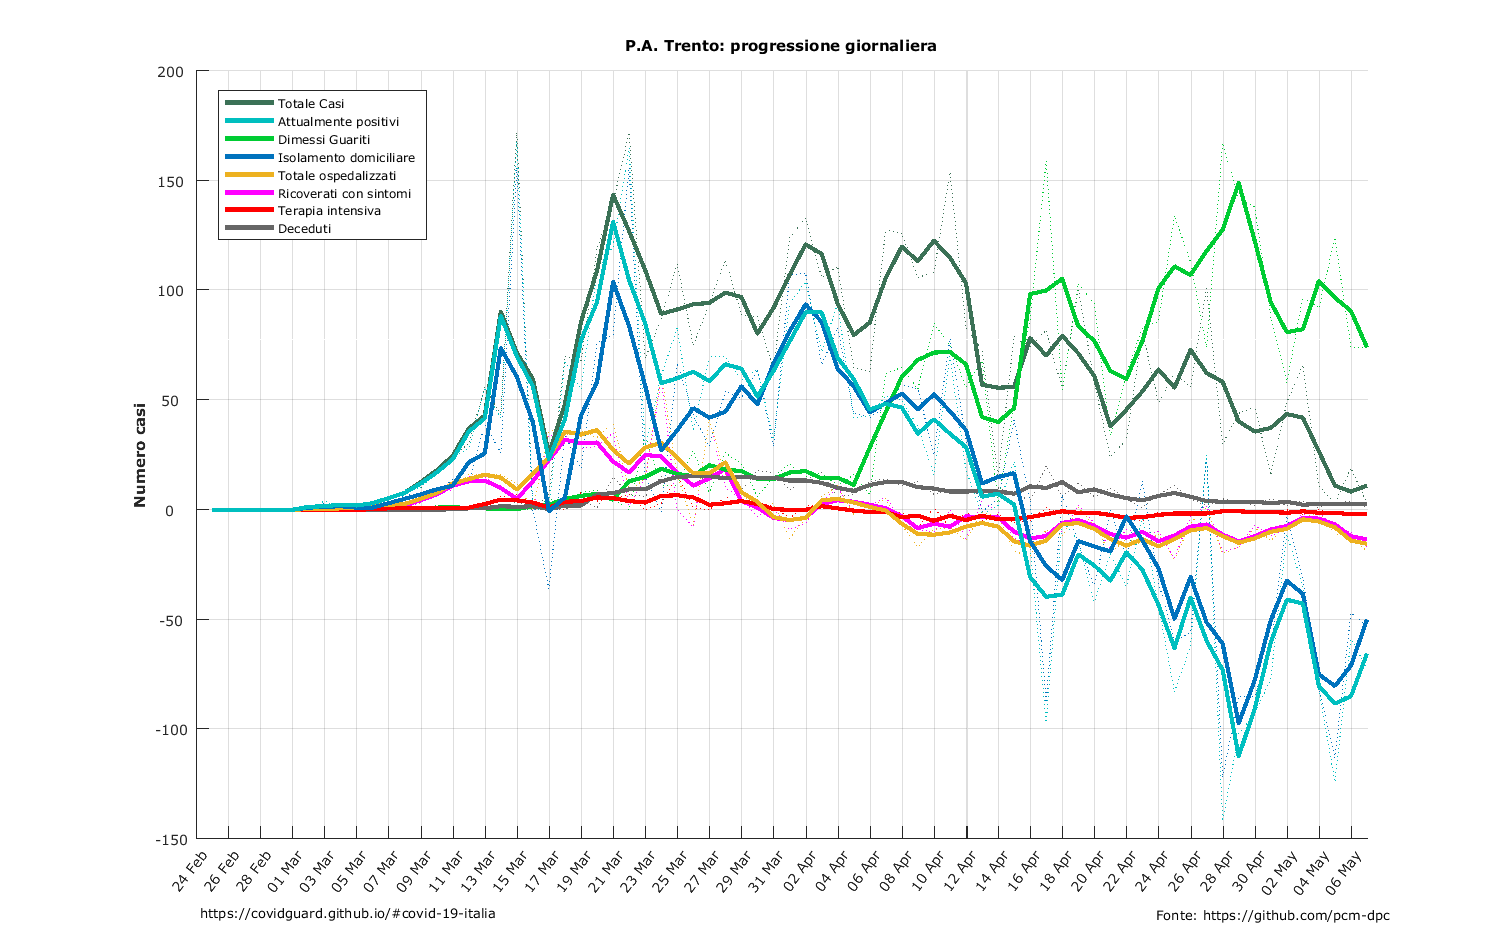 P.A. Trento: progressione giornaliera
Numero casi
200
150
100
50
0
-50
-100
-150
Totale Casi
Attualmente positivi
Dimessi Guariti
Isolamento domiciliare
Totale ospedalizzati
Ricoverati con sintomi
Terapia intensiva
Deceduti
24 Feb
26 Feb
28 Feb
01 Mar
03 Mar
05 Mar
07 Mar
09 Mar
11 Mar
13 Mar
15 Mar
17 Mar
19 Mar
21 Mar
23 Mar
25 Mar
27 Mar
29 Mar
31 Mar
02 Apr
04 Apr
06 Apr
08 Apr
10 Apr
12 Apr
14 Apr
16 Apr
18 Apr
20 Apr
22 Apr
24 Apr
26 Apr
28 Apr
30 Apr
02 May
04 May
06 May
https://covidguard.github.io/#covid-19-italia
Fonte: https://github.com/pcm-dpc